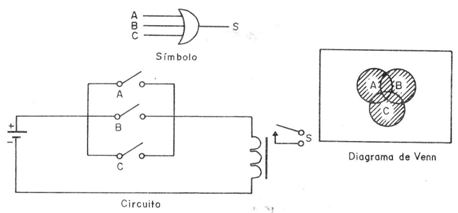 A
B
C
S
Símbolo
A
B
C
+
-
S
Circuito
A
B
C
Diagrama de Venn